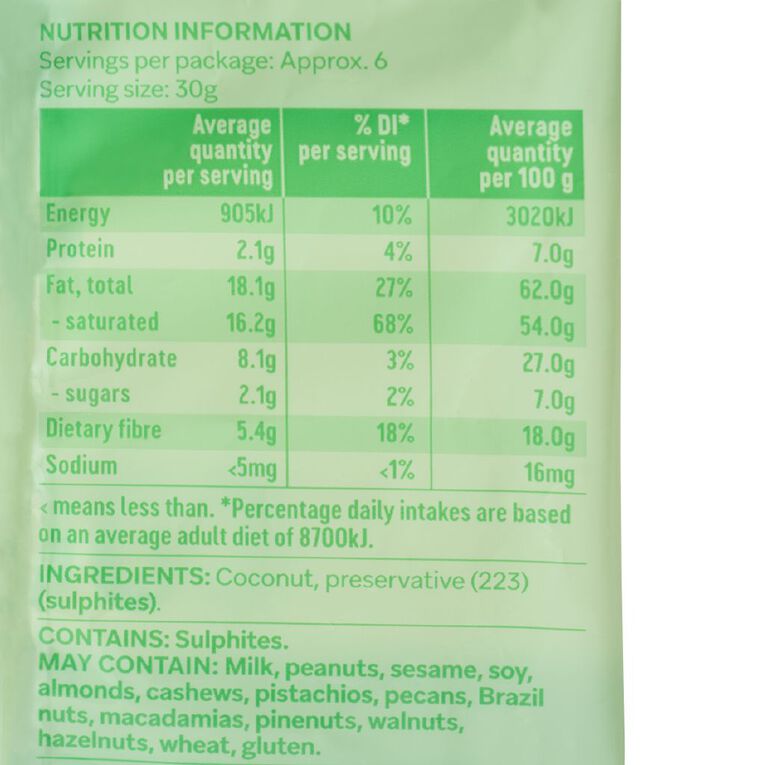 NUTRITION INFORMATION
Servings per package: Approx. 6
Serving size: 30g
Average quantity per serving % DI* per serving Average quantity per 100 g
Energy 905kJ 10% 3020kJ
Protein 2.1g 4% 7.0g
Fat, total 18.1g 27% 62.0g
- saturated 16.2g 68% 54.0g
Carbohydrate 8.1g 3% 27.0g
- sugars 2.1g 2% 7.0g
Dietary fibre 5.4g 18% 18.0g
Sodium <5mg <1% 16mg
< means less than. *Percentage daily intakes are based
on an average adult diet of 8700kJ.
INGREDIENTS: Coconut, preservative (223)
(sulphites).
CONTAINS: Sulphites.
MAY CONTAIN: Milk, peanuts, sesame, soy,
almonds, cashews, pistachios, pecans, Brazil
nuts, macadamias, pinenuts, walnuts,
hazelnuts, wheat, gluten.